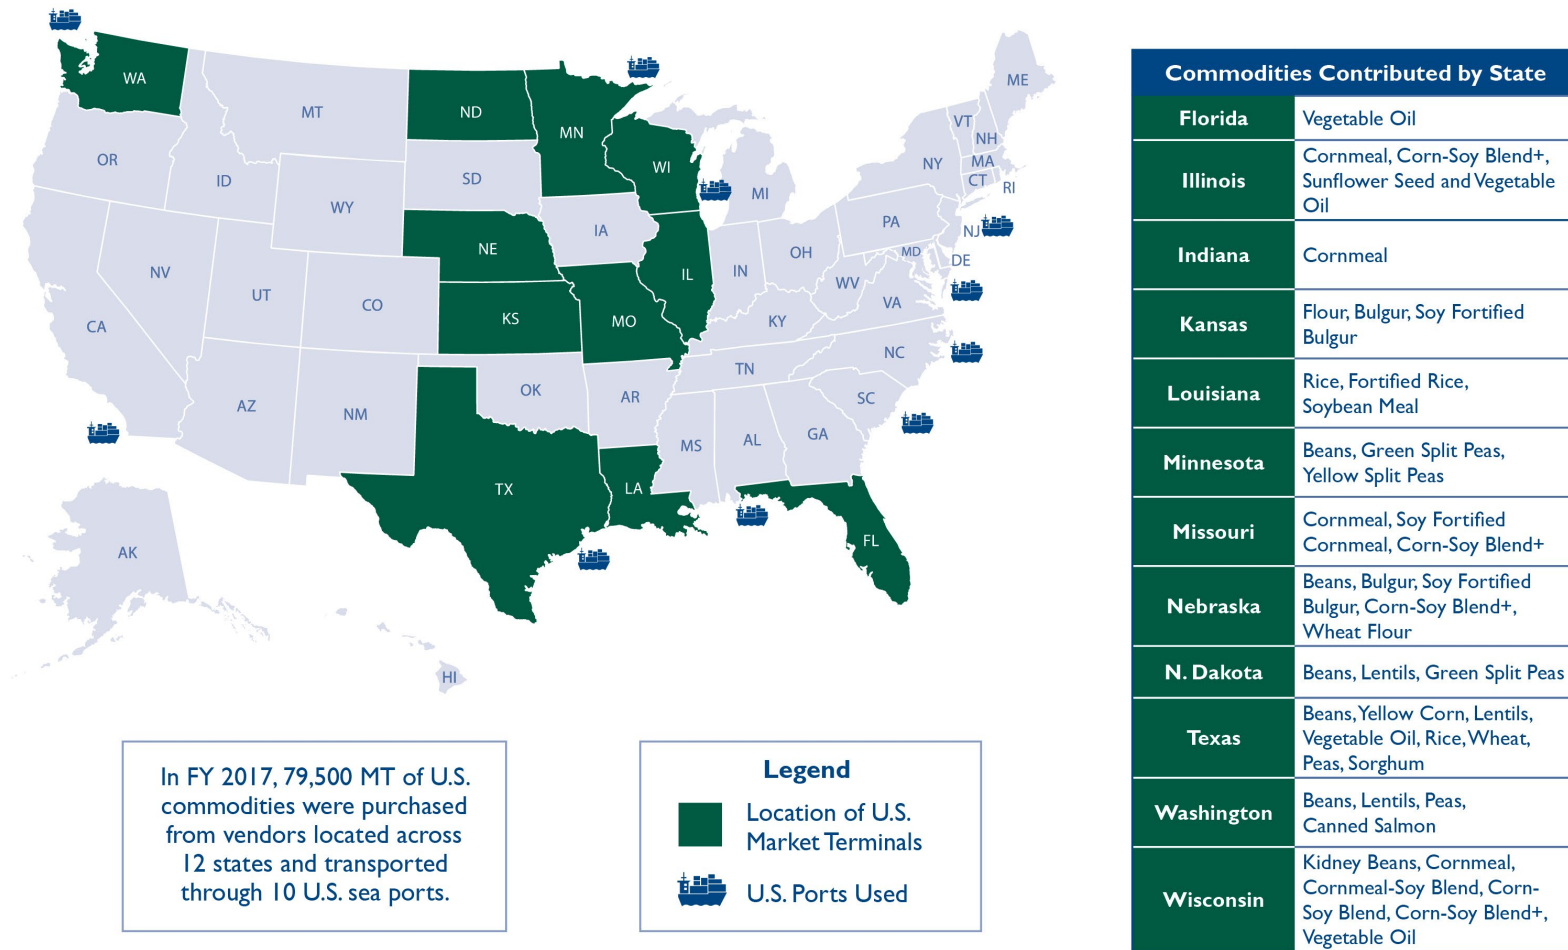 WA
MT
ND
MN
ME
OR
ID
SD
WI
VT
NH
NY
MA
CT
RI
WY
MI
IA
PA
NJ
NE
NV
UT
CO
IL
IN
OH
MD
DE
WV
VA
CA
KS
MO
KY
NC
TN
AZ
NM
OK
AR
SC
MS
AL
GA
TX
LA
FL
AK
HI
In FY 2017, 79,500 MT of U.S.
commodities were purchased
from vendors located across
12 states and transported
through 10 U.S. sea ports.
Legend
Location of U.S.
Market Terminals
U.S. Ports Used
Commodities Contributed by State
Florida
Vegetable Oil
Illinois
Cornmeal, Corn-Soy Blend+,
Sunflower Seed and Vegetable
Oil
Indiana
Cornmeal
Kansas
Flour, Bulgur, Soy Fortified
Bulgur
Louisiana
Rice, Fortified Rice,
Soybean Meal
Minnesota
Beans, Green Split Peas,
Yellow Split Peas
Missouri
Cornmeal, Soy Fortified
Cornmeal, Corn-Soy Blend+
Nebraska
Beans, Bulgur, Soy Fortified
Bulgur, Corn-Soy Blend+,
Wheat Flour
N. Dakota
Beans, Lentils, Green Split Peas
Texas
Beans, Yellow Corn, Lentils,
Vegetable Oil, Rice, Wheat,
Peas, Sorghum
Washington
Beans, Lentils, Peas,
Canned Salmon
Wisconsin
Kidney Beans, Cornmeal,
Cornmeal-Soy Blend, Corn-
Soy Blend, Corn-Soy Blend+,
Vegetable Oil